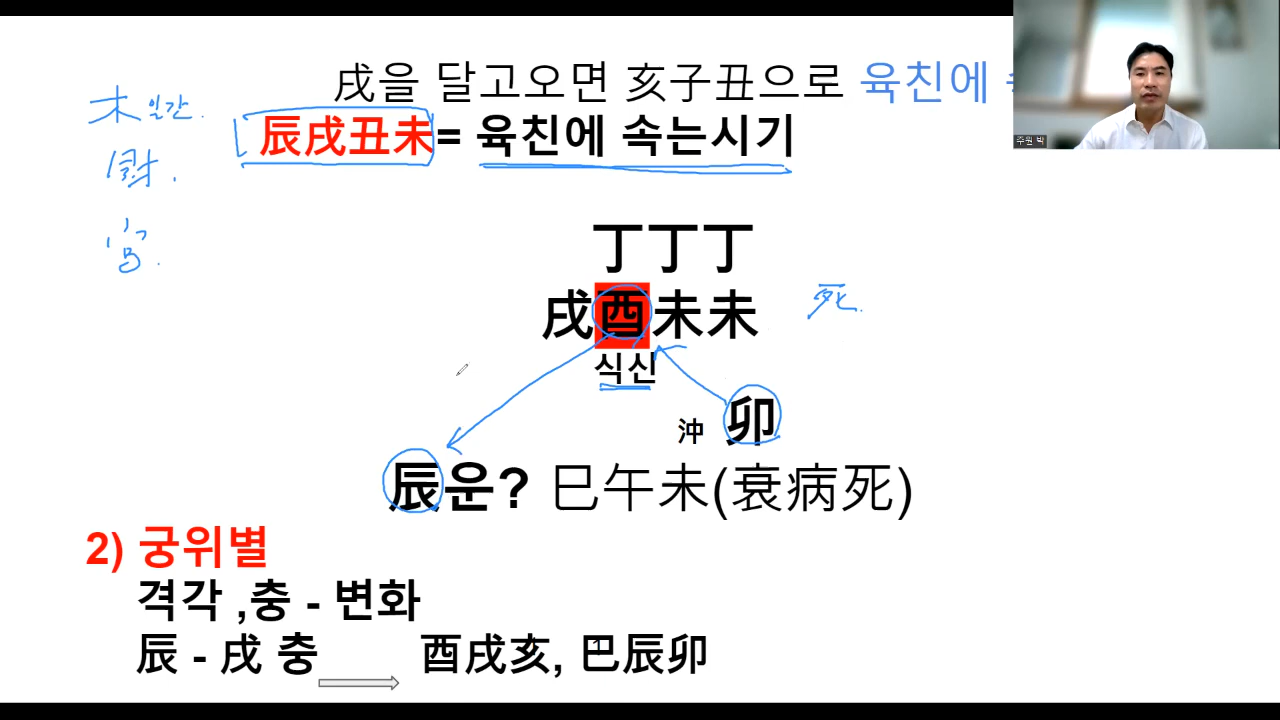 戌을 달고오면 亥子丑으로 육친에
木일간.
辰戌丑未= 육친에 속는시기
財.
丁丁丁
戌酉未未
死.
식신
沖 卯
辰운? 巳午未(衰病死)
2) 궁위별
격각 ,충 - 변화
辰 - 戌 충 酉戌亥, 巳辰卯
주원 박